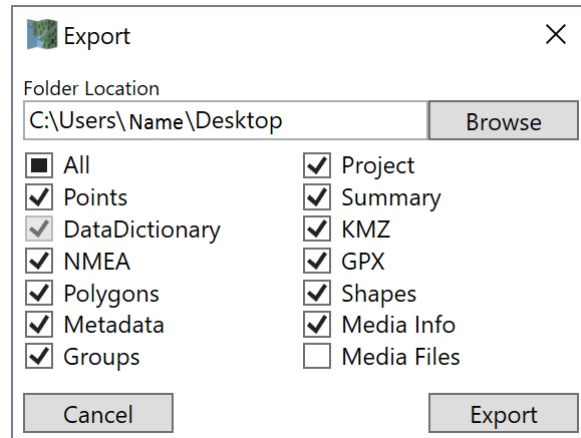 Export
Folder Location
C:\Users\Name\Desktop Browse
All Project
Points Summary
DataDictionary KMZ
NMEA GPX
Polygons Shapes
Metadata Media Info
Groups Media Files
Cancel Export